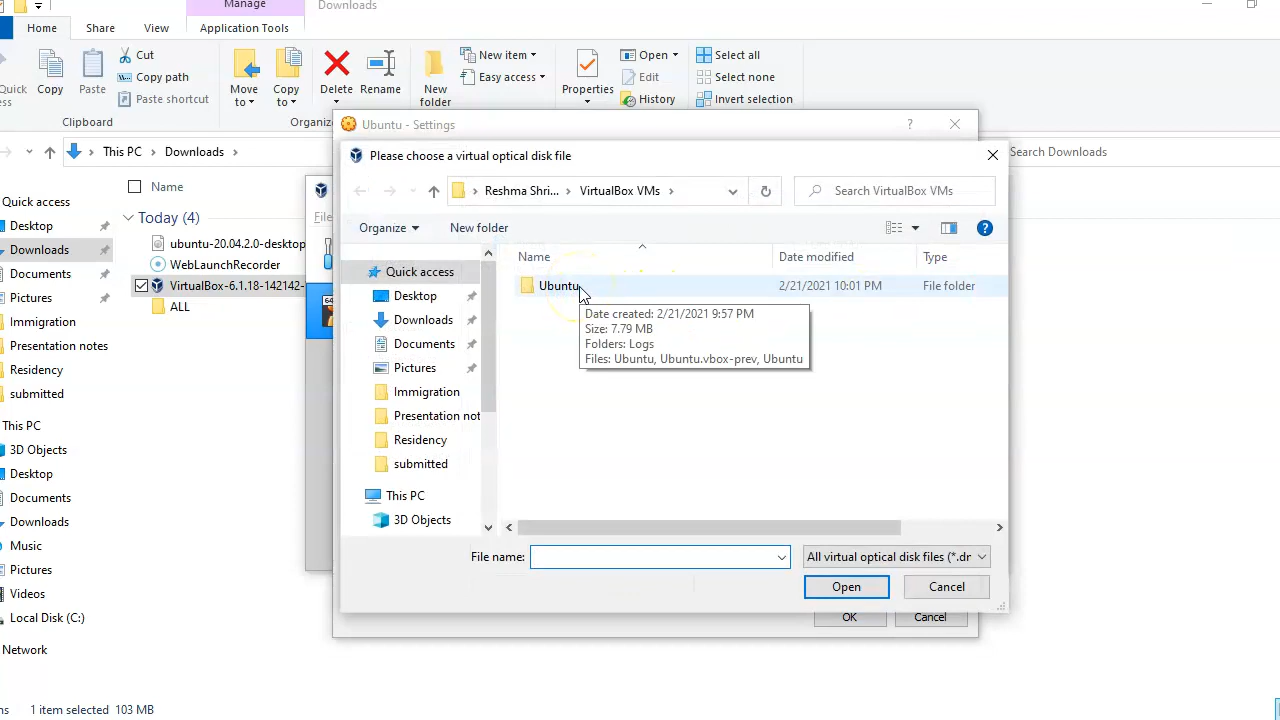 Manage
Downloads
Home
Share
View
Application Tools
Quick
ess
Copy
Paste
Cut
Copy path
Paste shortcut
Move
to
Copy
to
Delete
Rename
New
folder
New item
Easy access
Properties
Open
Edit
History
Select all
Select none
Invert selection
Clipboard
Organiz
Ubuntu - Settings
?
This PC
Downloads
Search Downloads
Please choose a virtual optical disk file
Reshma Shri...
VirtualBox VMs
Search VirtualBox VMs
Organize
New folder
Name
Date modified
Type
Ubuntu
2/21/2021 10:01 PM
File folder
Date created: 2/21/2021 9:57 PM
Size: 7.79 MB
Folders: Logs
Files: Ubuntu, Ubuntu.vbox-prev, Ubuntu
Quick access
Desktop
Downloads
Documents
Pictures
Immigration
Presentation not
Residency
submitted
This PC
3D Objects
File name:
All virtual optical disk files (*.dr
Open
Cancel
OK
Cancel
Name
Today (4)
ubuntu-20.04.2.0-desktop
WebLaunchRecorder
VirtualBox-6.1.18-142142-
ALL
File
64
Quick access
Desktop
Downloads
Documents
Pictures
Immigration
Presentation notes
Residency
submitted
This PC
3D Objects
Desktop
Documents
Downloads
Music
Pictures
Videos
Local Disk (C:)
Network
ns
1 item selected
103 MB